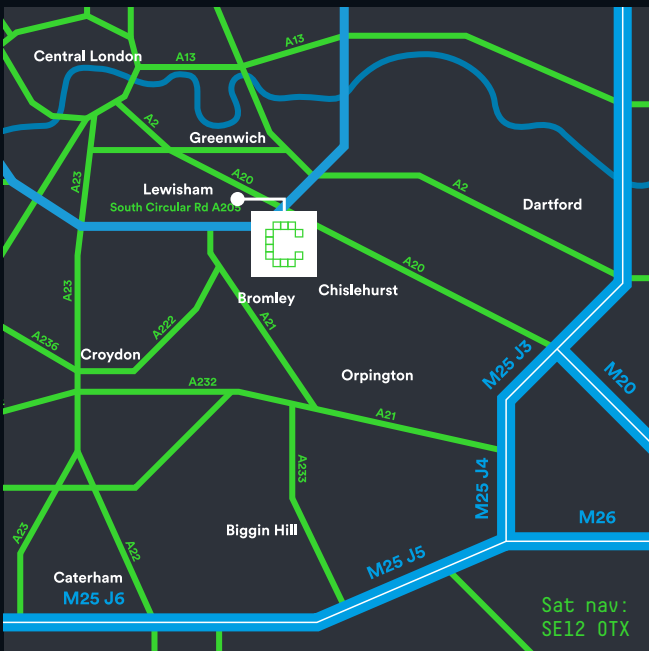 Central London
A13
A13
A2
Greenwich
A20
A23
Lewisham
South Circular Rd A205
A2
Dartford
A20
A23
Chislehurst
Bromley
A21
A222
A236
Croydon
M25 J3
M20
Orpington
A232
A21
A233
M25 J4
M26
Biggin Hill
A23
A22
M25 J5
Caterham
M25 J6
Sat nav:
SE12 0TX